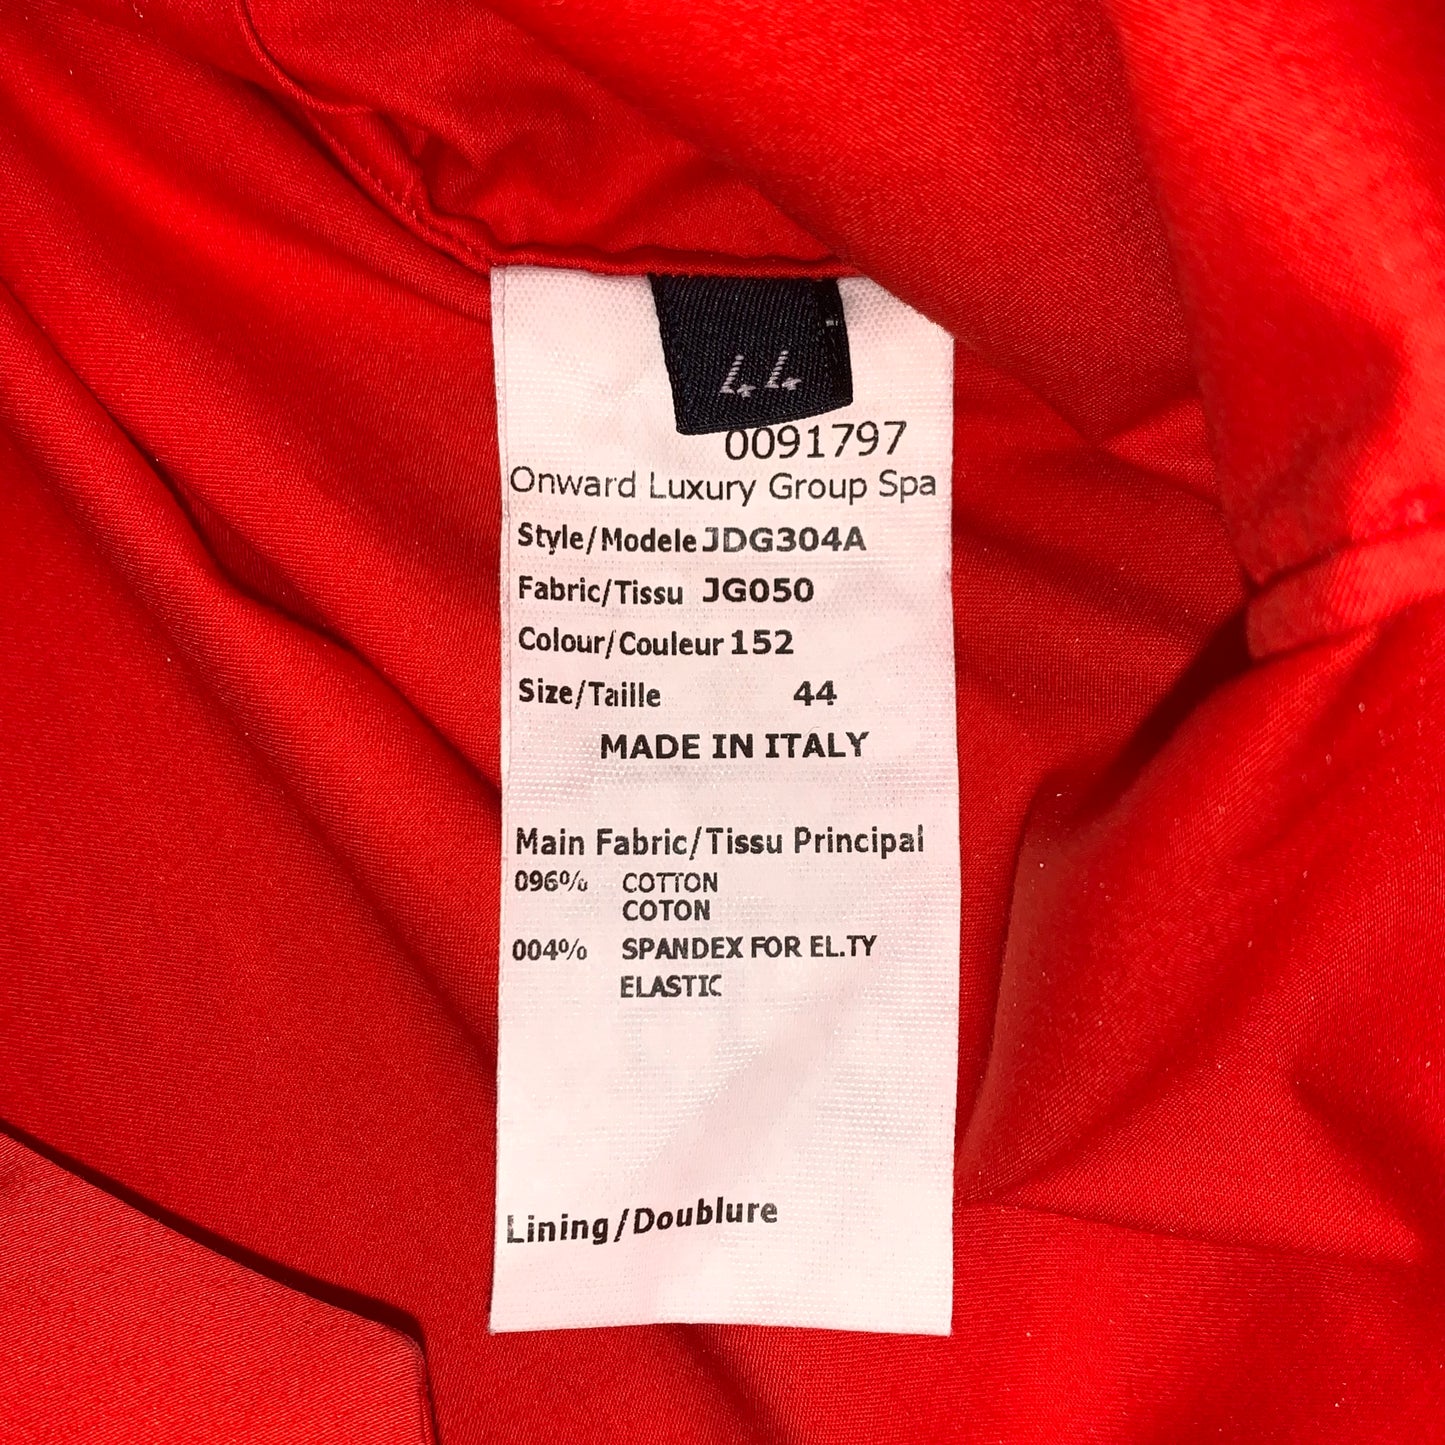 44
0091797
Onward Luxury Group Spa
Style/Modele JDG304A
Fabric/Tissu JG050
Colour/Couleur 152
Size/Taille 44
MADE IN ITALY
Main Fabric/Tissu Principal
096% COTTON
COTON
004% SPANDEX FOR EL.TY
ELASTIC
Lining/Doublure